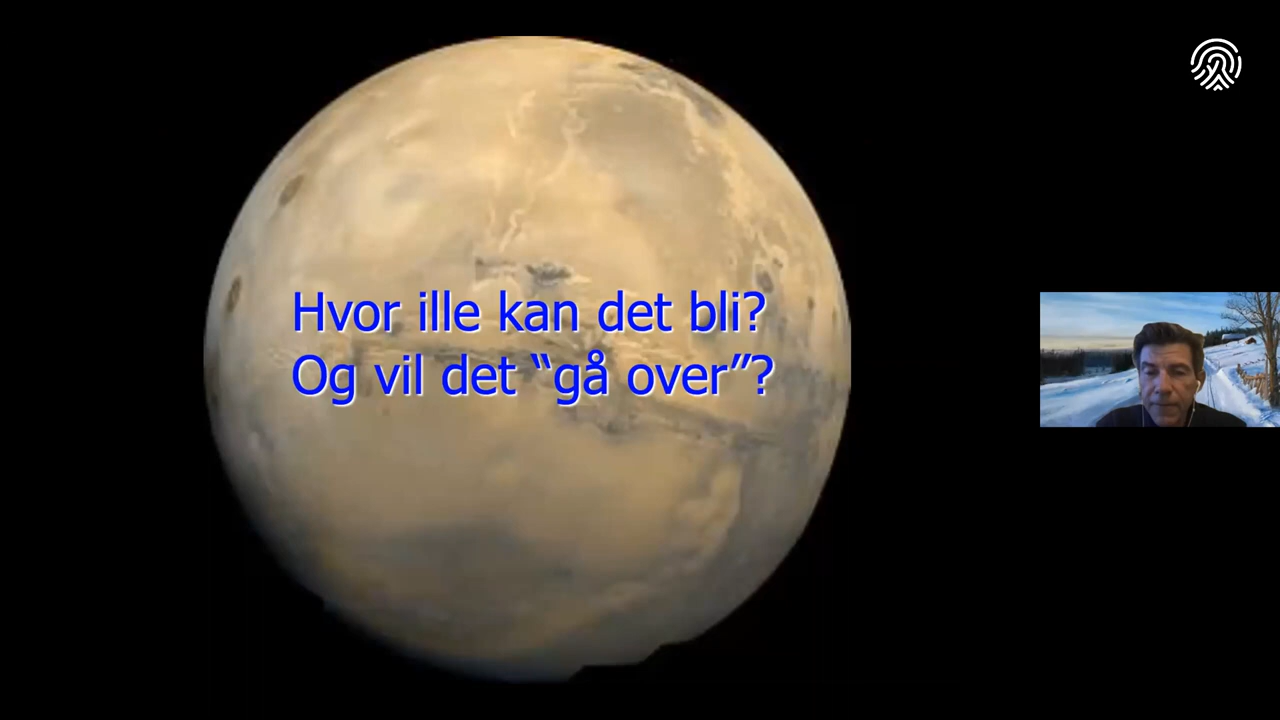 Hvor ille kan det bli?
Og vil det “gå over”?